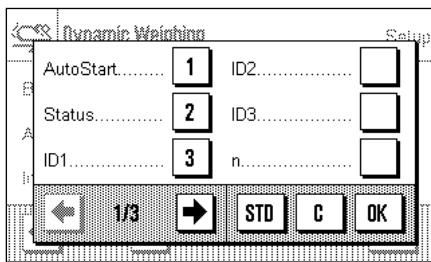 Dynamic Weighing Setup
AutoStart......... 1 ID2..................
Status............. 2 ID3..................
ID1.................. 3 n......................
1/3 STD C OK